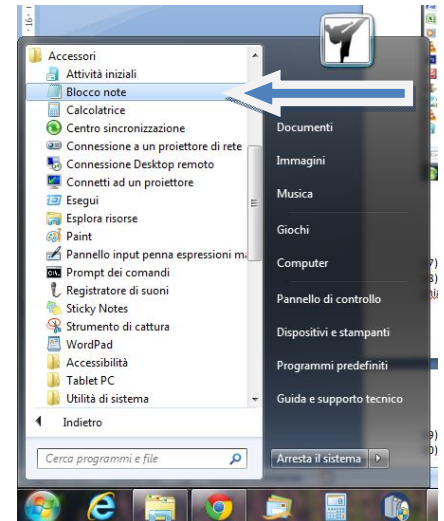 16
Accessori
Attività iniziali
Blocco note
Calcolatrice
Centro sincronizzazione
Connessione a un proiettore di rete
Connessione Desktop remoto
Connetti ad un proiettore
Esegui
Esplora risorse
Paint
Pannello input penna espressioni ma
Prompt dei comandi
Registratore di suoni
Sticky Notes
Strumento di cattura
WordPad
Accessibilità
Tablet PC
Utilità di sistema
Indietro
Cerca programmi e file
Documenti
Immagini
Musica
Giochi
Computer
Pannello di controllo
Dispositivi e stampanti
Programmi predefiniti
Guida e supporto tecnico
Arresta il sistema